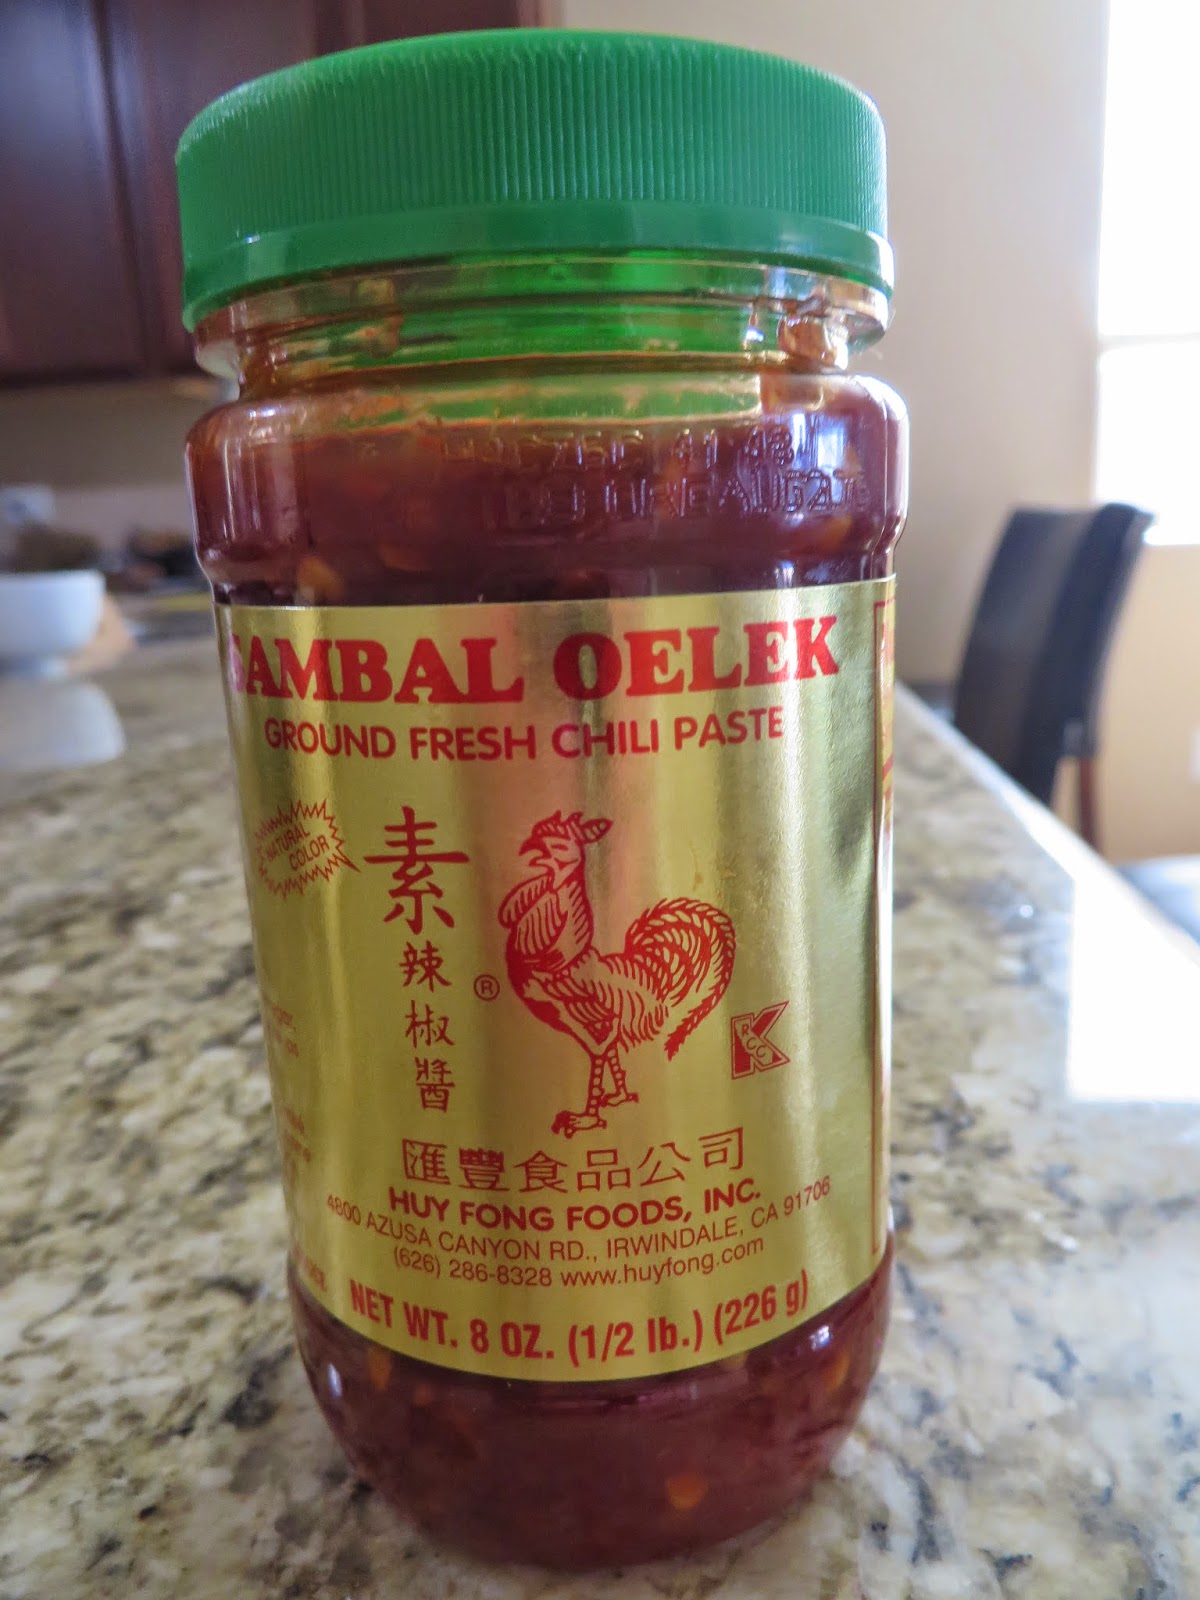 SAMBAL OELEK
GROUND FRESH CHILI PASTE
NATURAL
COLOR
素
辣
椒
醬
®
RCC
K
匯豐食品公司
HUY FONG FOODS, INC.
4800 AZUSA CANYON RD., IRWINDALE, CA 91706
(626) 286-8328 www.huyfong.com
NET WT. 8 OZ. (1/2 lb.) (226 g)